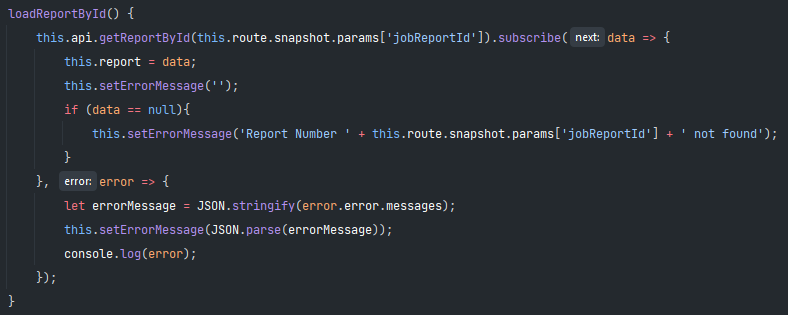 loadReportById() {
this.api.getReportById(this.route.snapshot.params['jobReportId']).subscribe( next: data => {
this.report = data;
this.setErrorMessage('');
if (data == null){
this.setErrorMessage('Report Number ' + this.route.snapshot.params['jobReportId'] + ' not found');
}
}, error: error => {
let errorMessage = JSON.stringify(error.error.messages);
this.setErrorMessage(JSON.parse(errorMessage));
console.log(error);
});
}